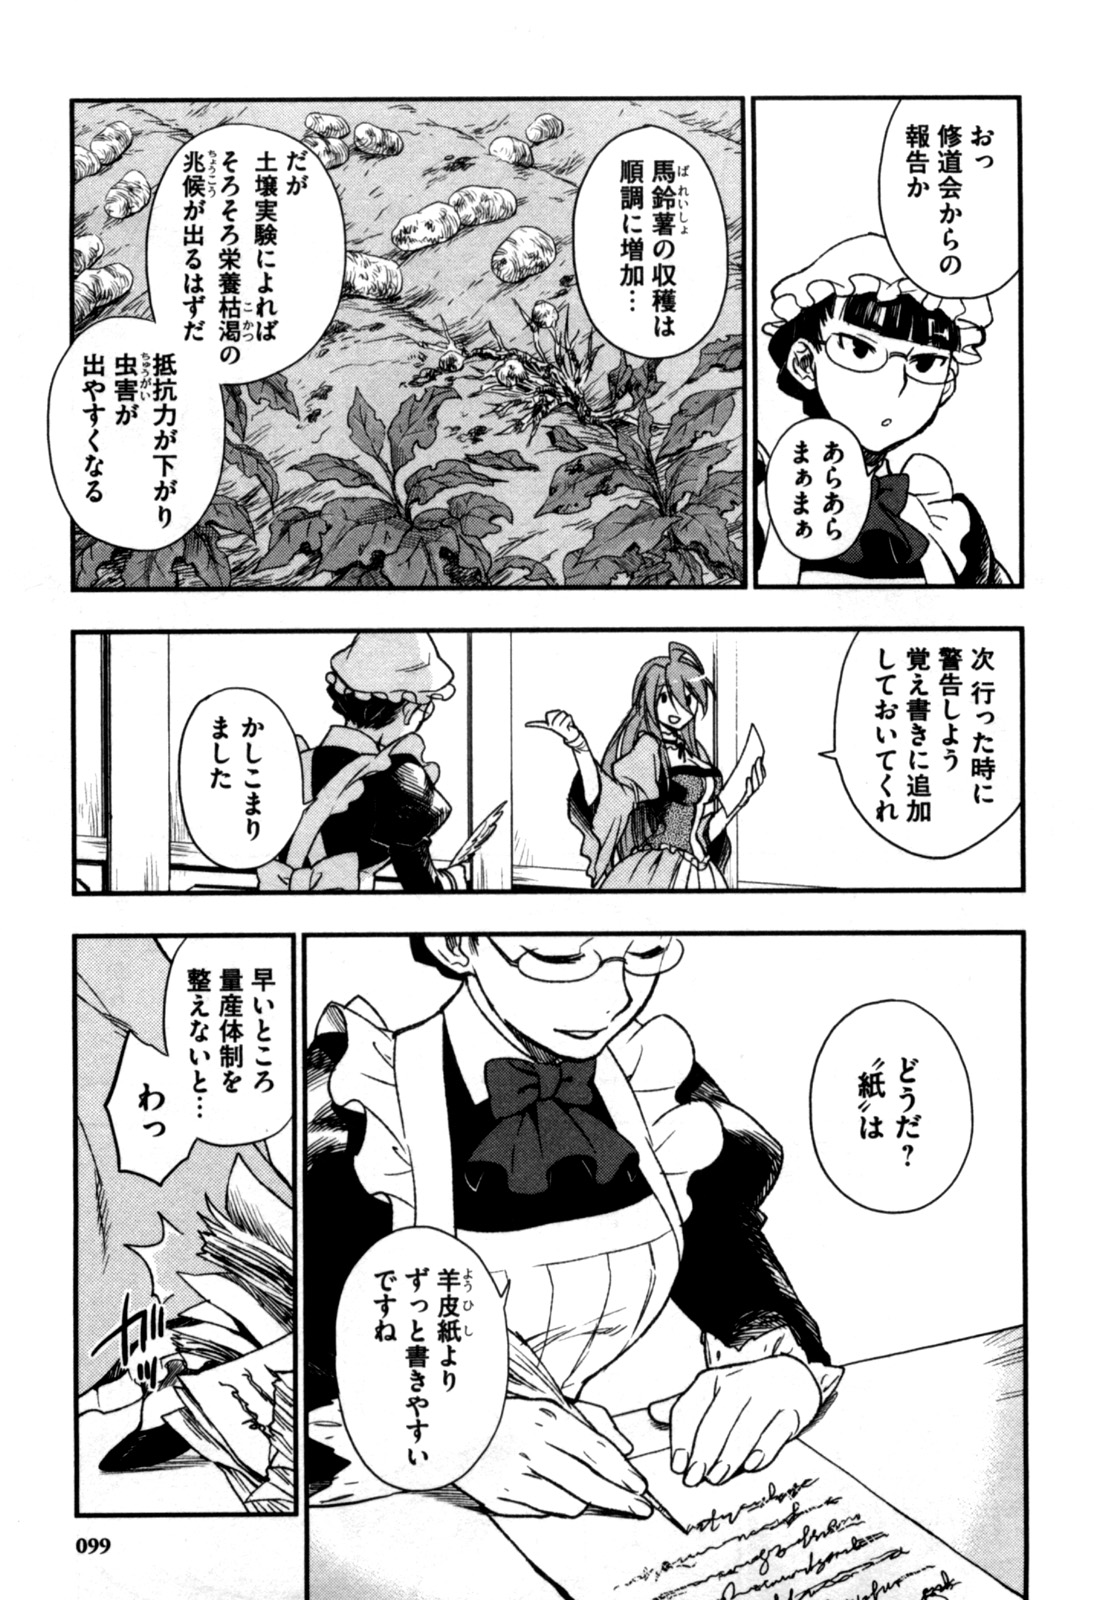 おっ
修道会からの
報告か
あらあら
まぁまぁ
馬鈴薯の収穫は
順調に増加…
だが
土壌実験によれば
そろそろ栄養枯渇の
兆候が出るはずだ
抵抗力が下がり
虫害が
出やすくなる
次 行った時に
警告しよう
覚え書きに追加
しておいてくれ
かしこまり
ました
どうだ?
〝紙〟は
羊皮紙より
ずっと書きやすい
ですね
早いところ
量産体制を
整えないと…
わっ
ガッ
099